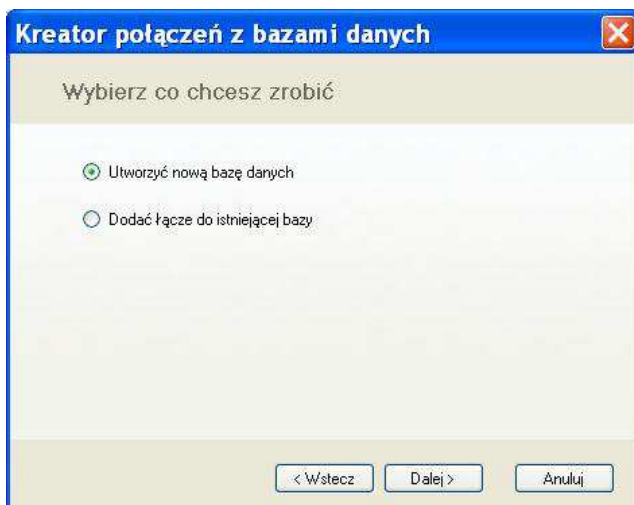 Kreator połączeń z bazami danych
Wybierz co chcesz zrobić
Utworzyć nową bazę danych
Dodać łącze do istniejącej bazy
< Wstecz Dalej > Anuluj